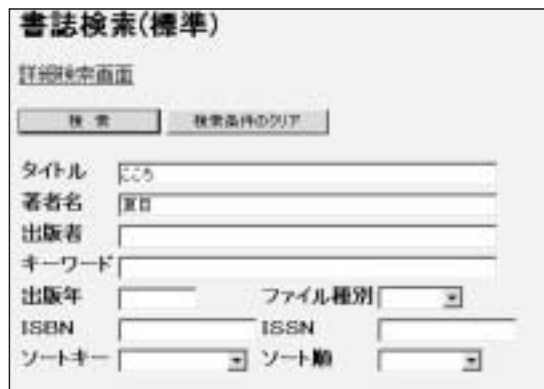 書誌検索(標準)
詳細検索画面
検 索 検索条件のクリア
タイトル こころ
著者名 夏目
出版者
キーワード
出版年 ファイル種別
ISBN ISSN
ソートキー ソート順